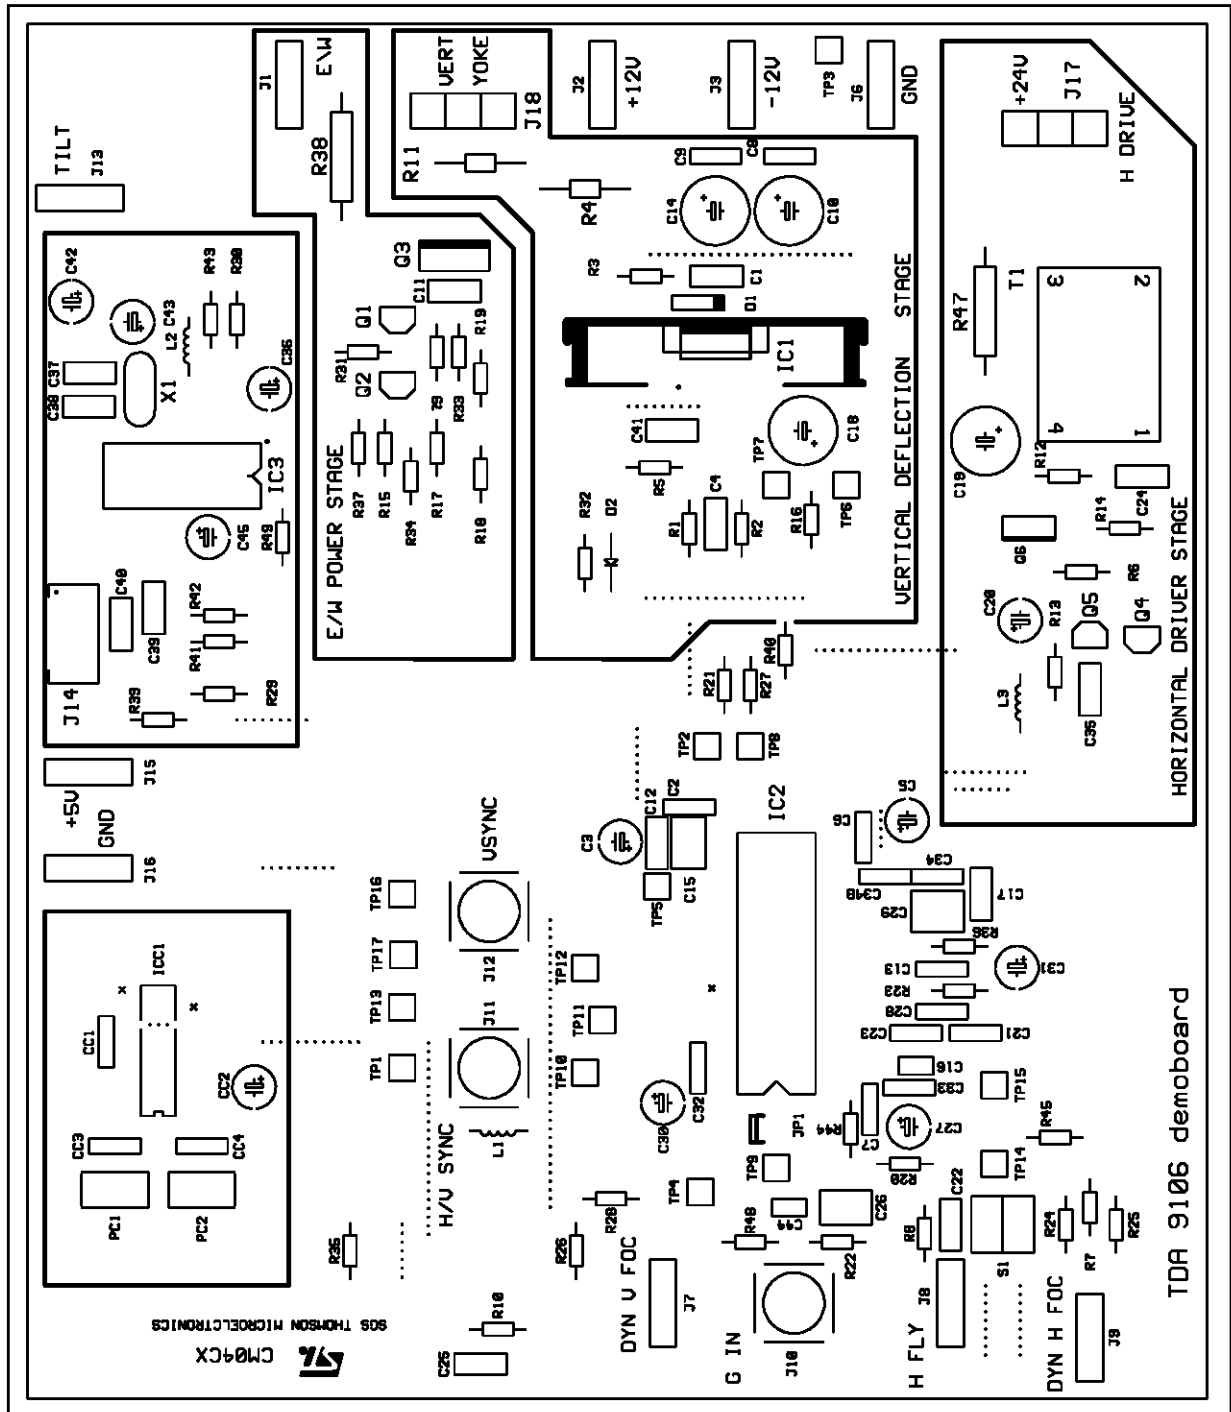 TILT
J13
J1
E\W
R38
VERT
YOKE
J18
R11
J2
+12V
J3
-12V
TP3
J6
GND
+24V
J17
H DRIVE
C9
C8
R4
C14
C10
C42
R43
R30
Q3
C11
R3
C1
D1
VERTICAL DEFLECTION STAGE
R47
T1
3
2
4
1
C43
L2
C37
C38
X1
C36
Q1
R31
Q2
R19
R33
IC1
IC3
C45
R49
E/W POWER STAGE
R37
R15
R34
R17
R18
C41
R5
TP7
C18
R32
D2
R1
C4
R2
R16
TP6
C19
R12
C24
R14
Q6
R6
C20
R13
Q5
Q4
L3
C35
HORIZONTAL DRIVER STAGE
J14
C40
C39
R42
R41
R29
R39
R40
R21
R27
TP2
TP8
J15
+5V
GND
J16
VSYNC
C3
C12
C2
C15
TP5
IC2
C6
C5
C34
C34B
C29
C17
R36
C13
C31
R23
C28
C23
C21
C16
C33
TP15
TP16
TP17
TP13
TP1
J12
J11
TP12
TP11
TP10
ICC1
CC1
CC2
CC3
CC4
PC1
PC2
H/V SYNC
L1
C30
C32
JP1
R44
C7
C27
R20
TP9
TP4
TP14
R45
R35
R26
R28
R48
C44
C26
R22
R8
C22
S1
R24
R7
R25
DYN V FOC
J7
G IN
J10
H FLY
J8
DYN H FOC
J9
R10
C25
SGS THOMSON MICROELECTRONICS
CM04CX
TDA 9106 demoboard